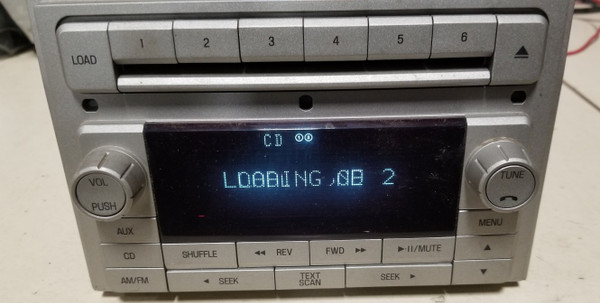 LOAD 1 2 3 4 5 6
CD
LOADING 2
VOL
PUSH
TUNE
AUX
MENU
CD
SHUFFLE ◀◀ REV FWD ▶▶ ▶II/MUTE ▲
AM/FM
◀ SEEK
TEXT
SCAN
SEEK ▶
▼